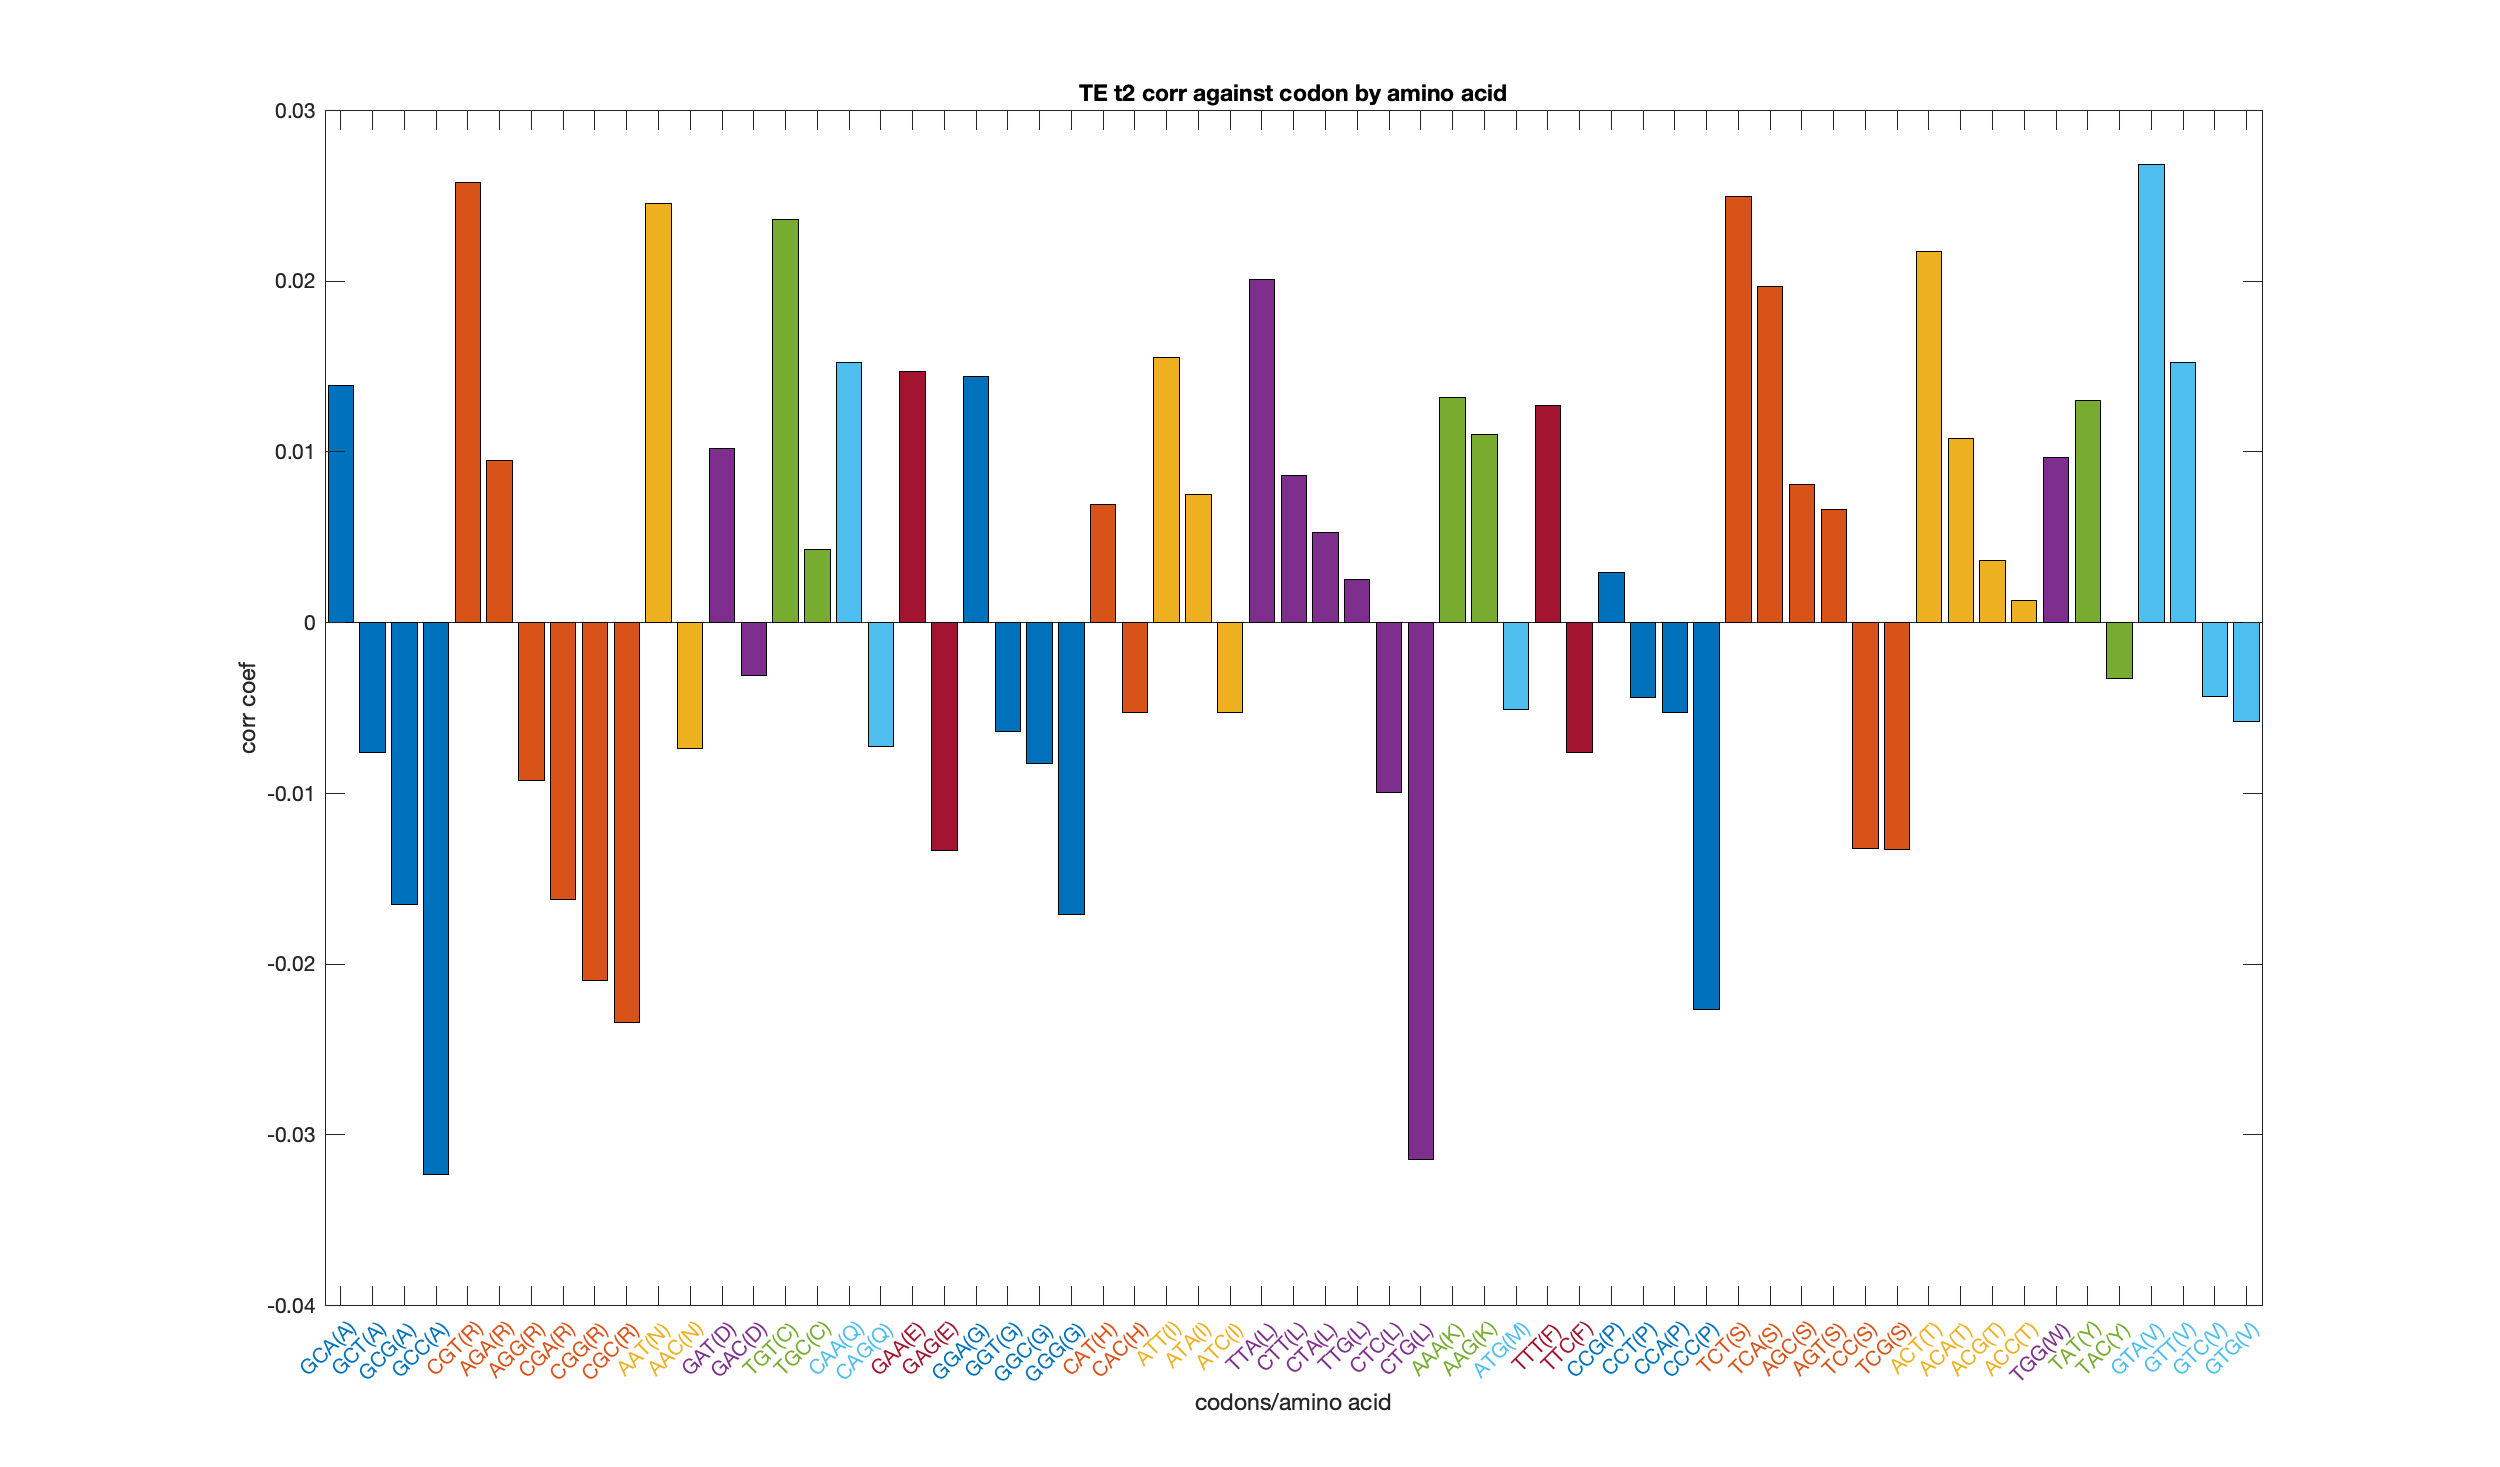 TE t2 corr against codon by amino acid
0.03
0.02
0.01
0
-0.01
-0.02
-0.03
-0.04
corr coef
GCA(A)
GCT(A)
GCG(A)
GCC(A)
CGT(R)
AGA(R)
AGG(R)
CGA(R)
CGG(R)
CGC(R)
AAT(N)
AAC(N)
GAT(D)
GAC(D)
TGT(C)
TGC(C)
CAA(Q)
CAG(Q)
GAA(E)
GAG(E)
GGA(G)
GGT(G)
GGC(G)
GGG(G)
CAT(H)
CAC(H)
ATT(I)
ATA(I)
ATC(I)
TTA(L)
CTT(L)
CTA(L)
TTG(L)
CTC(L)
CTG(L)
AAA(K)
AAG(K)
ATG(M)
TTT(F)
TTC(F)
CCG(P)
CCT(P)
CCA(P)
CCC(P)
TCT(S)
TCA(S)
AGC(S)
AGT(S)
TCC(S)
TCG(S)
ACT(T)
ACA(T)
ACG(T)
ACC(T)
TGG(W)
TAT(Y)
TAC(Y)
GTA(V)
GTT(V)
GTC(V)
GTG(V)
codons/amino acid